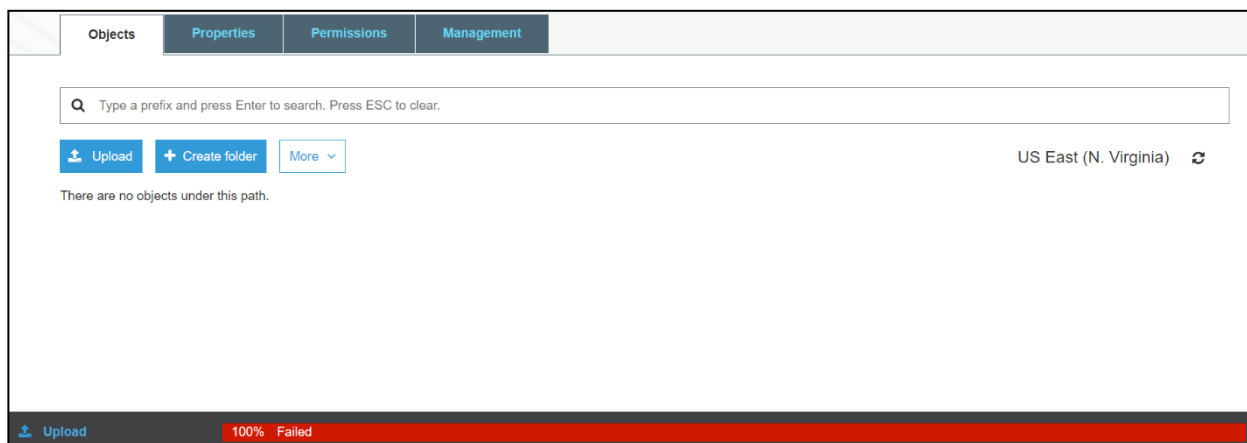 Objects Properties Permissions Management
Type a prefix and press Enter to search. Press ESC to clear.
Upload Create folder More US East (N. Virginia)
There are no objects under this path.
Upload 100% Failed